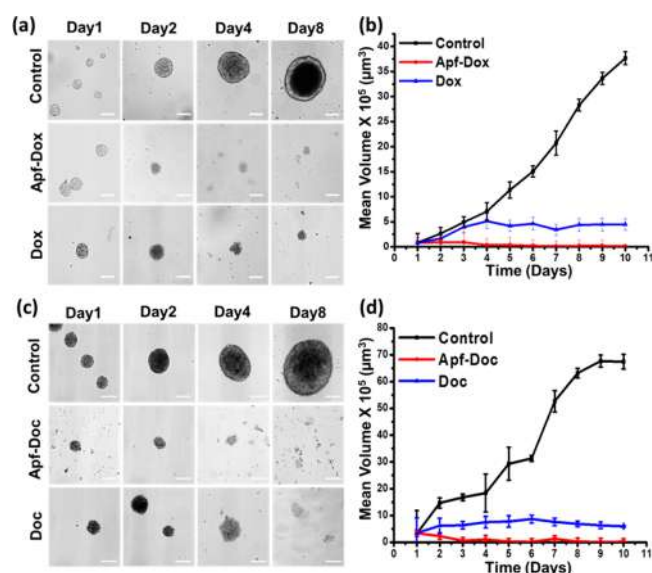 (a)
Day1 Day2 Day4 Day8
Control
Apf-Dox
Dox
(b)
Mean Volume X 10⁵ (µm³)
40
35
30
25
20
15
10
5
0
Control
Apf-Dox
Dox
0 1 2 3 4 5 6 7 8 9 10
Time (Days)
(c)
Day1 Day2 Day4 Day8
Control
Apf-Doc
Doc
(d)
Mean Volume X 10⁵ (µm³)
80
70
60
50
40
30
20
10
0
Control
Apf-Doc
Doc
0 1 2 3 4 5 6 7 8 9 10
Time (Days)